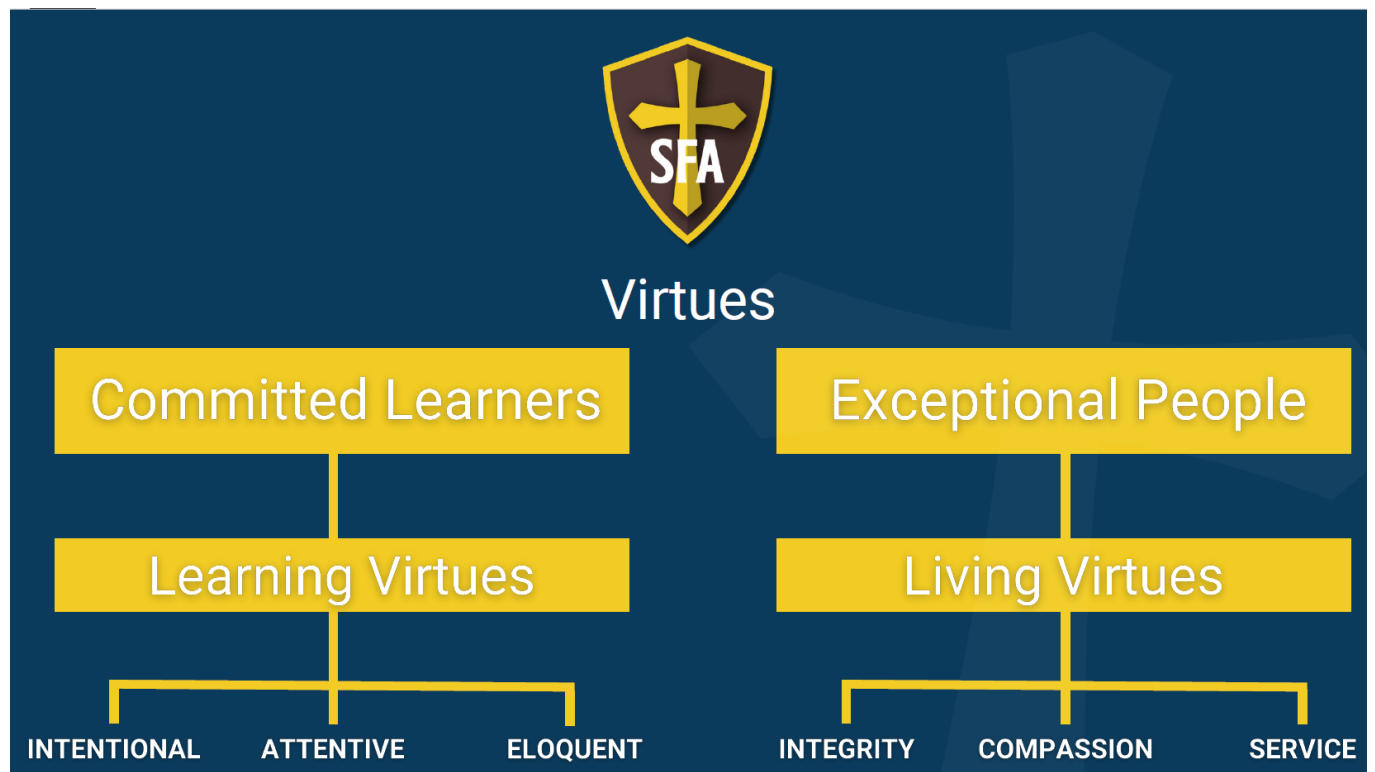 SFA
Virtues
Committed Learners
Exceptional People
Learning Virtues
Living Virtues
INTENTIONAL
ATTENTIVE
ELOQUENT
INTEGRITY
COMPASSION
SERVICE